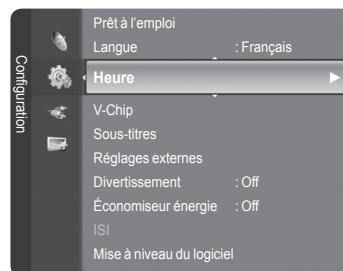 Configuration
Prêt à l'emploi
Langue : Français
Heure
V-Chip
Sous-titres
Réglages externes
Divertissement : Off
Économiseur énergie : Off
ISI
Mise à niveau du logiciel